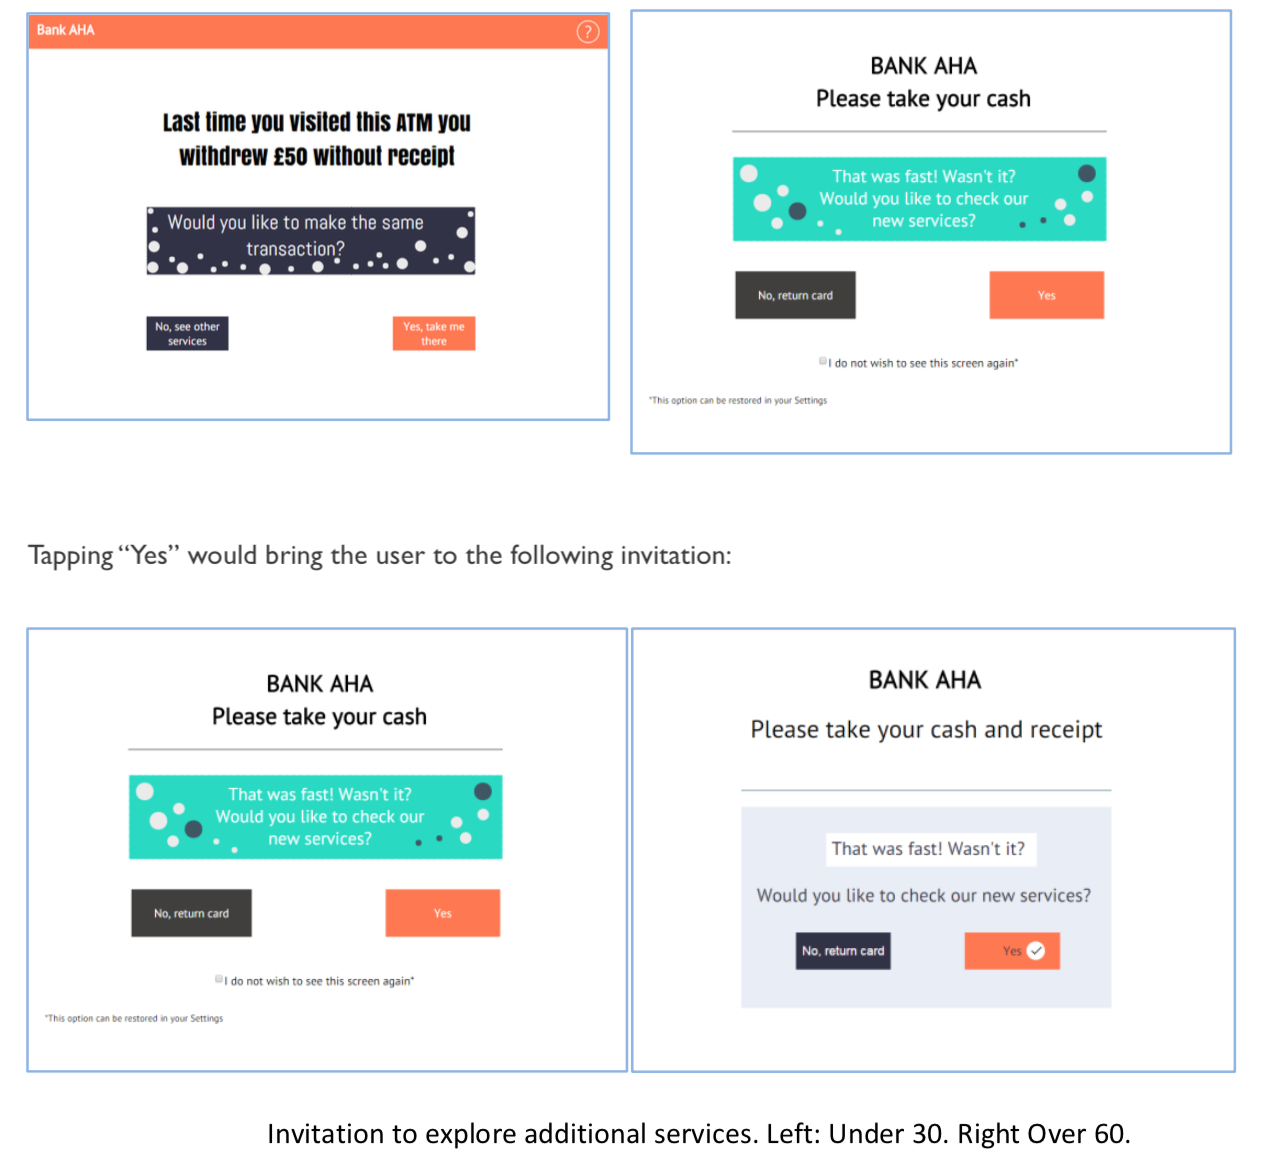 Bank AHA
?
Last time you visited this ATM you
withdrew £50 without receipt
Would you like to make the same
transaction?
No, see other
services
Yes, take me
there
BANK AHA
Please take your cash
That was fast! Wasn't it?
Would you like to check our
new services?
No, return card
Yes
I do not wish to see this screen again*
*This option can be restored in your Settings
Tapping “Yes” would bring the user to the following invitation:
BANK AHA
Please take your cash
That was fast! Wasn't it?
Would you like to check our
new services?
No, return card
Yes
I do not wish to see this screen again*
*This option can be restored in your Settings
BANK AHA
Please take your cash and receipt
That was fast! Wasn't it?
Would you like to check our new services?
No, return card
Yes
Invitation to explore additional services. Left: Under 30. Right Over 60.